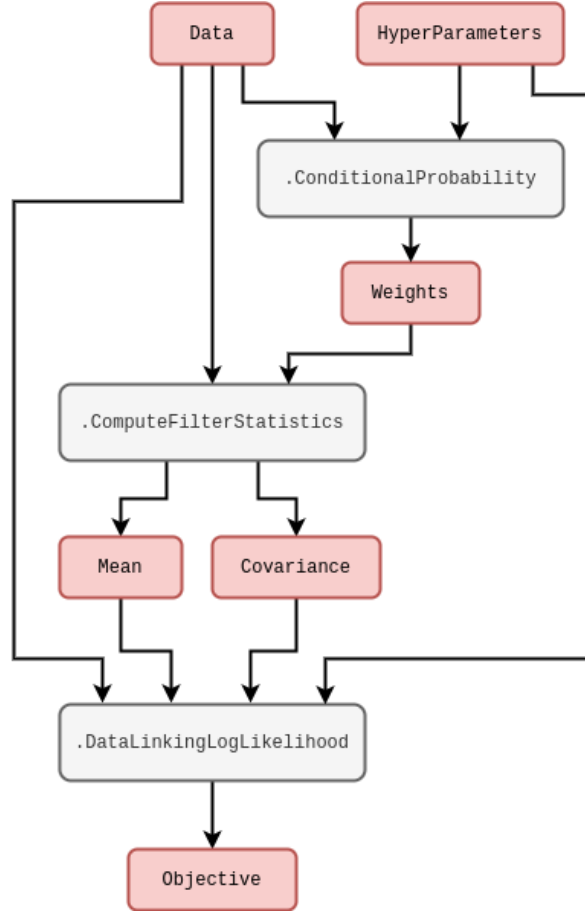 Data
HyperParameters
.ConditionalProbability
Weights
.ComputeFilterStatistics
Mean
Covariance
.DataLinkingLogLikelihood
Objective